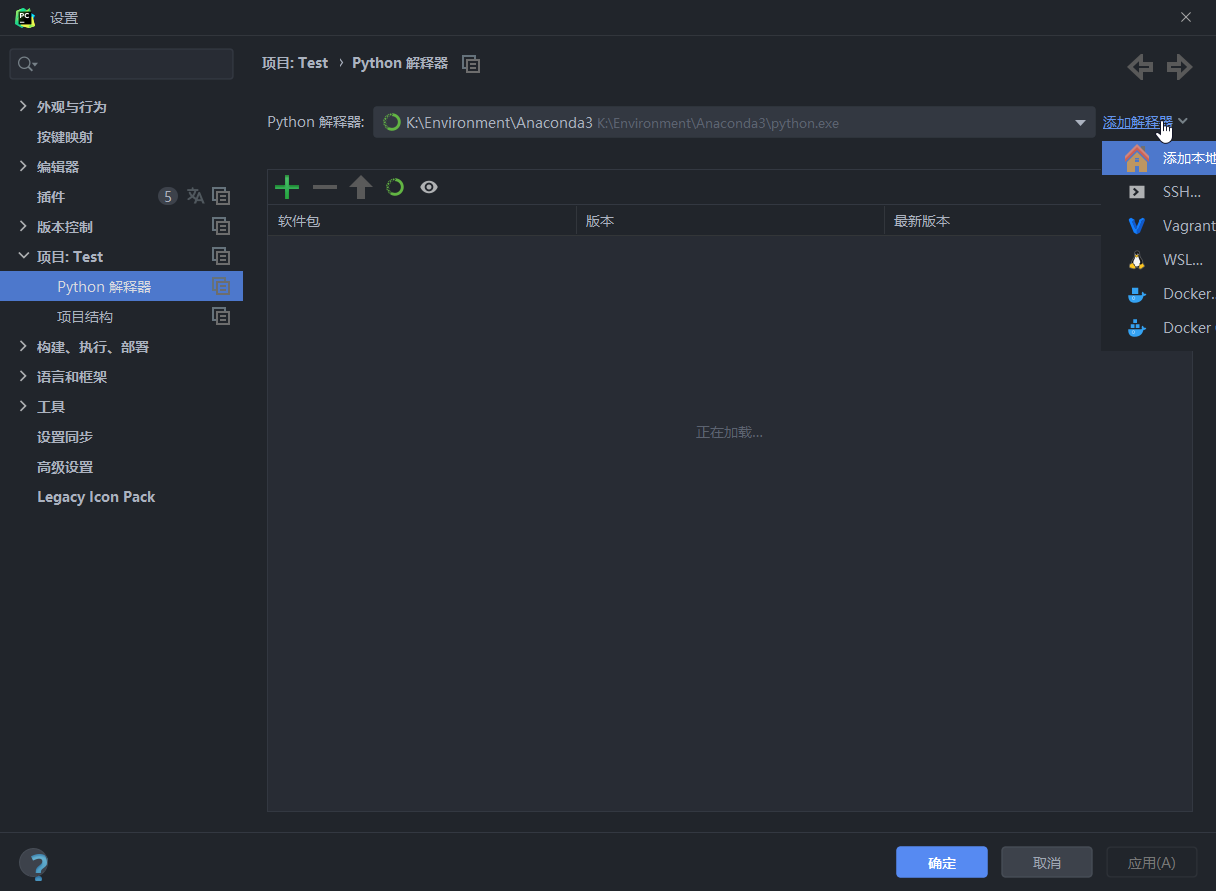 设置
项目: Test › Python 解释器
外观与行为
按键映射
编辑器
插件 5
版本控制
项目: Test
Python 解释器
项目结构
构建、执行、部署
语言和框架
工具
设置同步
高级设置
Legacy Icon Pack
Python 解释器: K:\Environment\Anaconda3 K:\Environment\Anaconda3\python.exe 添加解释器
添加本地
SSH...
Vagrant
WSL...
Docker..
Docker
软件包 版本 最新版本
正在加载...
?
确定 取消 应用(A)